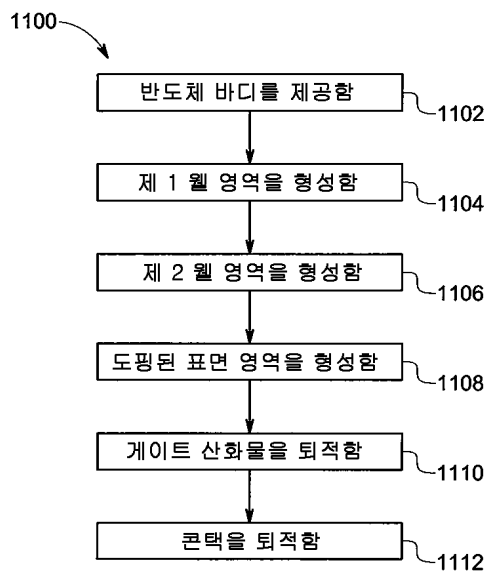 1100
반도체 바디를 제공함
1102
제 1 웰 영역을 형성함
1104
제 2 웰 영역을 형성함
1106
도핑된 표면 영역을 형성함
1108
게이트 산화물을 퇴적함
1110
콘택을 퇴적함
1112